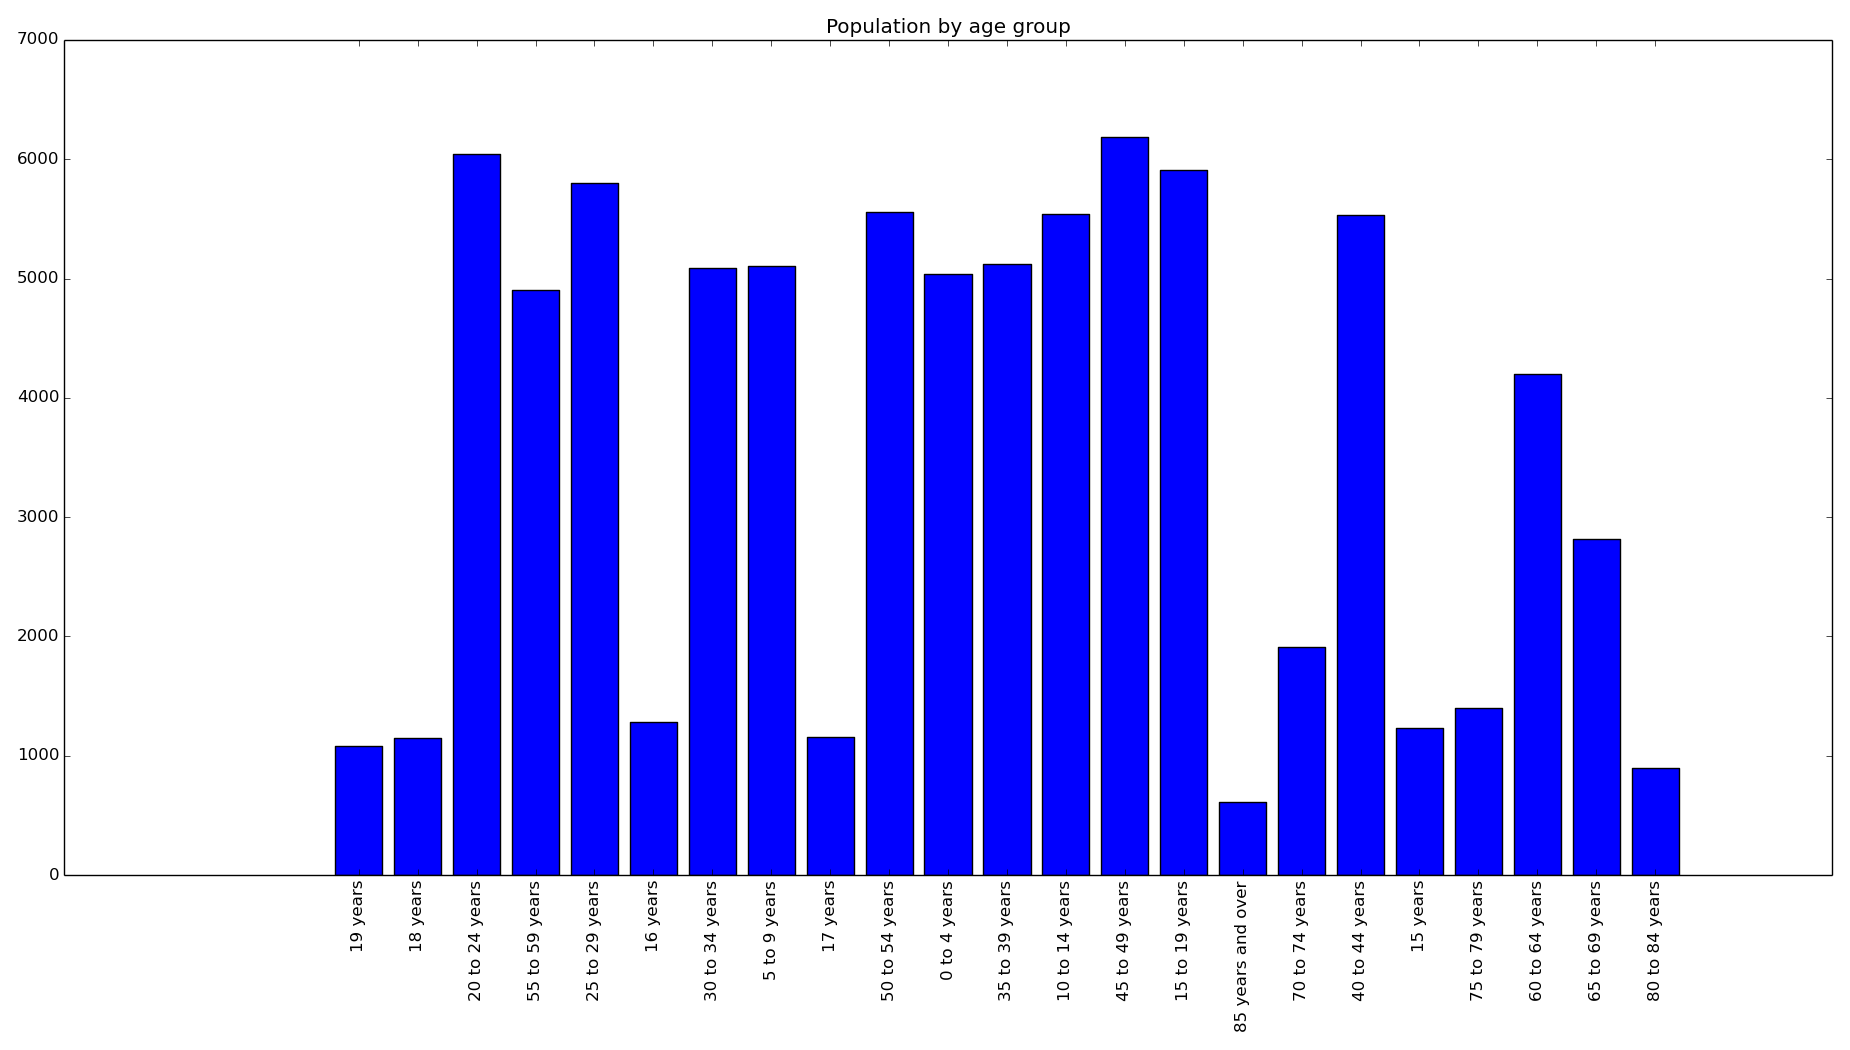 Population by age group
7000
6000
5000
4000
3000
2000
1000
0
19 years
18 years
20 to 24 years
55 to 59 years
25 to 29 years
16 years
30 to 34 years
5 to 9 years
17 years
50 to 54 years
0 to 4 years
35 to 39 years
10 to 14 years
45 to 49 years
15 to 19 years
85 years and over
70 to 74 years
40 to 44 years
15 years
75 to 79 years
60 to 64 years
65 to 69 years
80 to 84 years